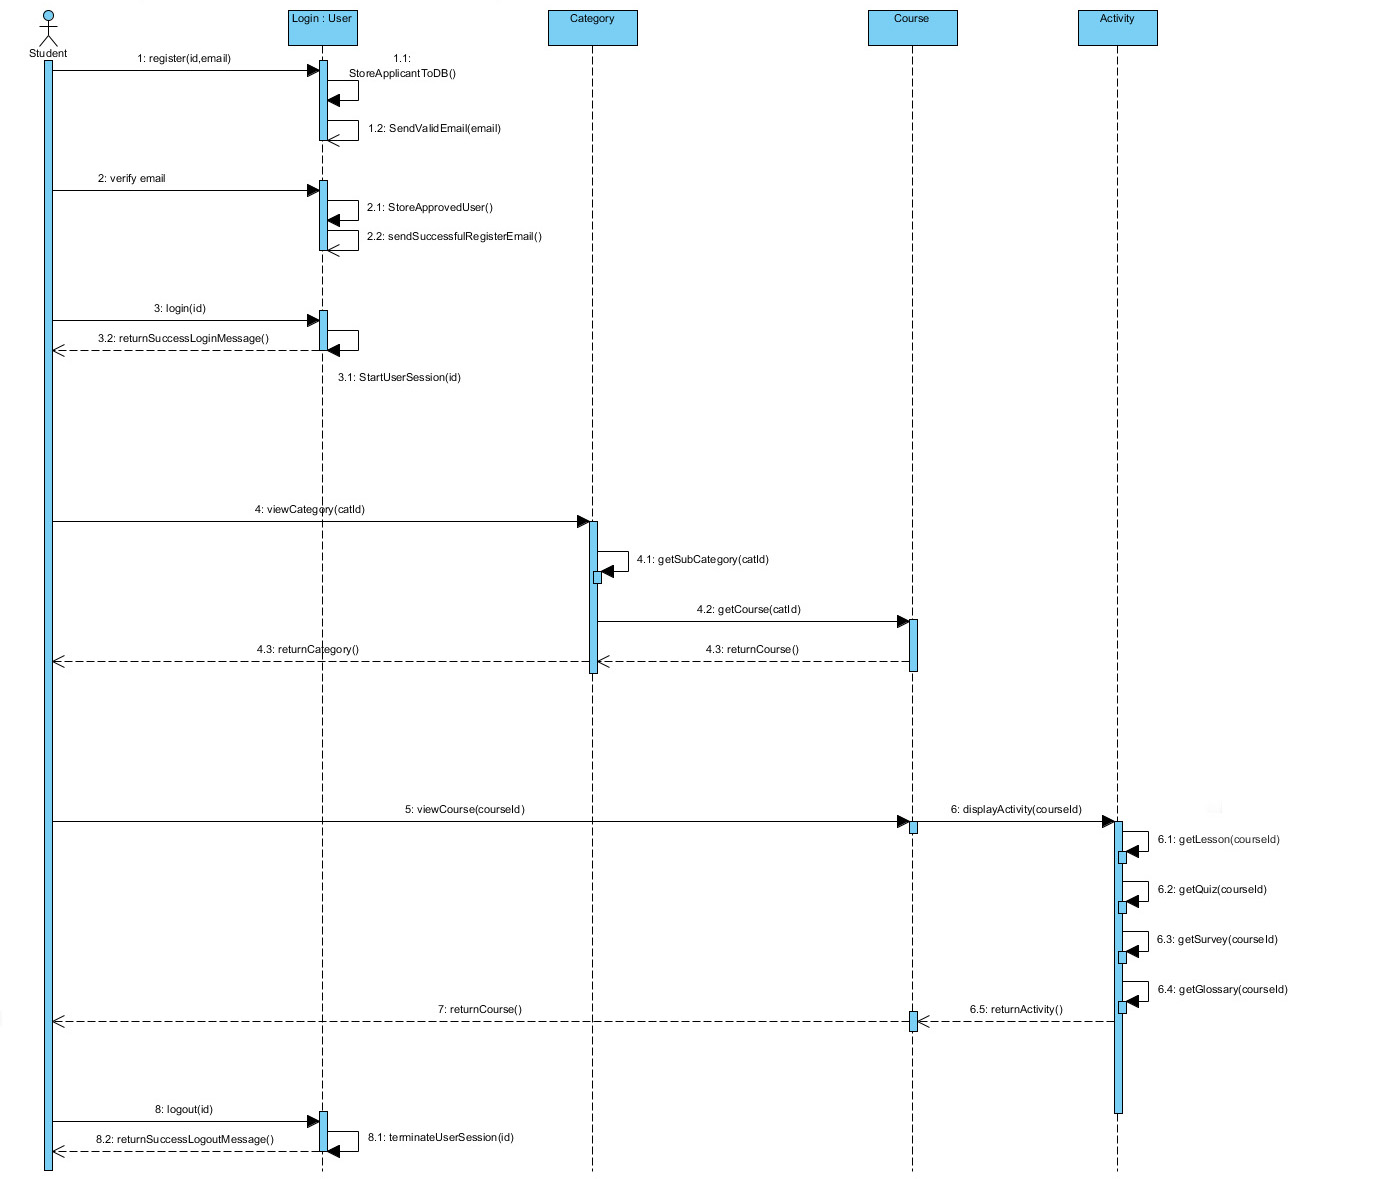 Login : User
Category
Course
Activity
Student
1: register(id,email)
1.1:
StoreApplicantToDB()
1.2: SendValidEmail(email)
2: verify email
2.1: StoreApprovedUser()
2.2: sendSuccessfulRegisterEmail()
3: login(id)
3.2: returnSuccessLoginMessage()
3.1: StartUserSession(id)
4: viewCategory(catId)
4.1: getSubCategory(catId)
4.2: getCourse(catId)
4.3: returnCategory()
4.3: returnCourse()
5: viewCourse(courseId)
6: displayActivity(courseId)
6.1: getLesson(courseId)
6.2: getQuiz(courseId)
6.3: getSurvey(courseId)
6.4: getGlossary(courseId)
7: returnCourse()
6.5: returnActivity()
8: logout(id)
8.2: returnSuccessLogoutMessage()
8.1: terminateUserSession(id)